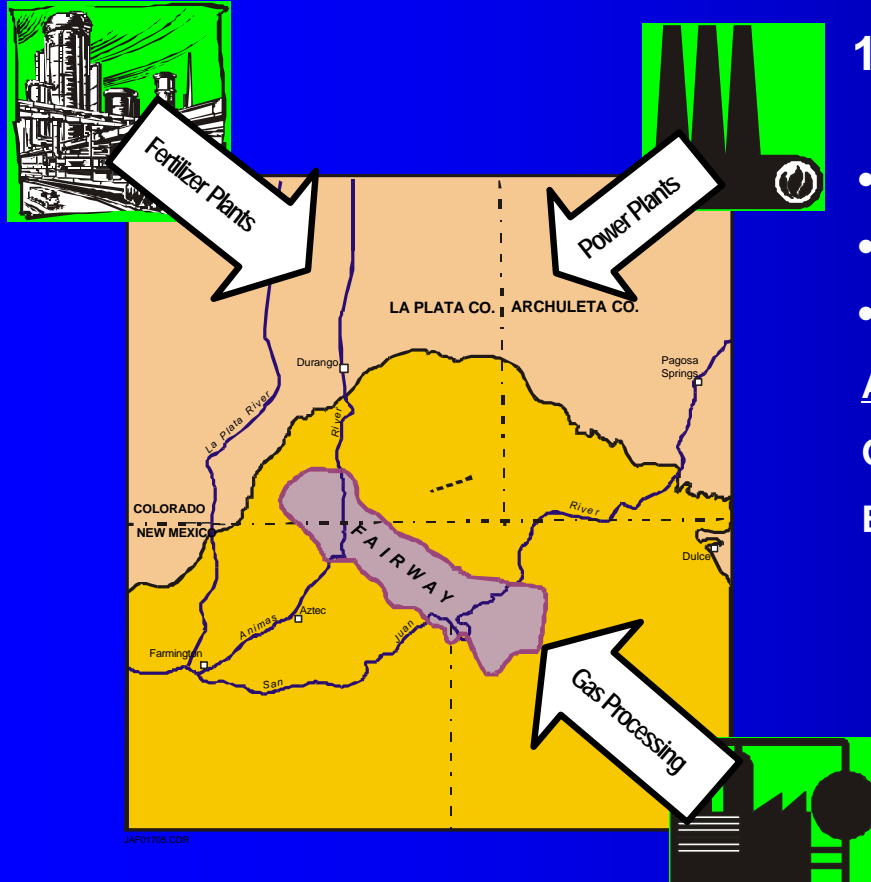 1
Fertilizer Plants
Power Plants
•
•
•
LA PLATA CO.
ARCHULETA CO.
Durango
Pagosa
Springs
La Plata River
River
A
C
COLORADO
River
E
NEW MEXICO
FAIRWAY
Dulce
Aztec
Animas
Juan
Farmington
San
Gas Processing
JAF01705.CDR